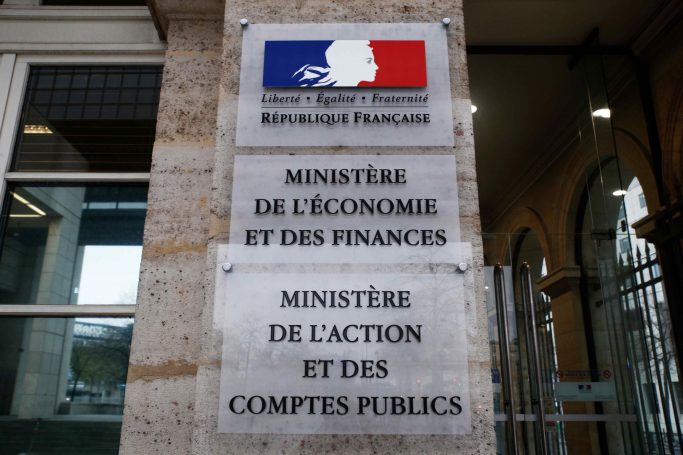 Liberté • Égalité • Fraternité
RÉPUBLIQUE FRANÇAISE
MINISTÈRE
DE L'ÉCONOMIE
ET DES FINANCES
MINISTÈRE
DE L'ACTION
ET DES
COMPTES PUBLICS